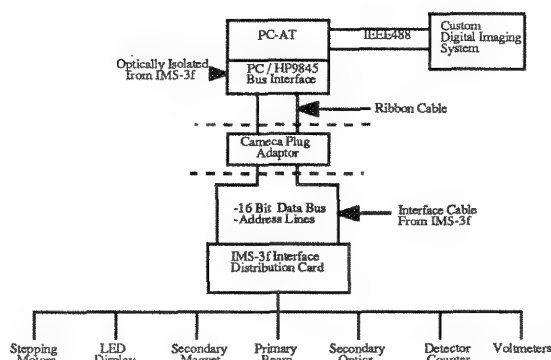 PC-AT
IEEE488
Custom
Digital Imaging
System
Optically Isolated
from IMS-3f
PC / HP9845
Bus Interface
Ribbon Cable
Cameca Plug
Adaptor
-16 Bit Data Bus
-Address Lines
Interface Cable
From IMS-3f
IMS-3f Interface
Distribution Card
Stepping
Motors
LED
Display
Secondary
Magnet
Primary
Beam
Secondary
Optics
Detector
Counter
Voltmeters